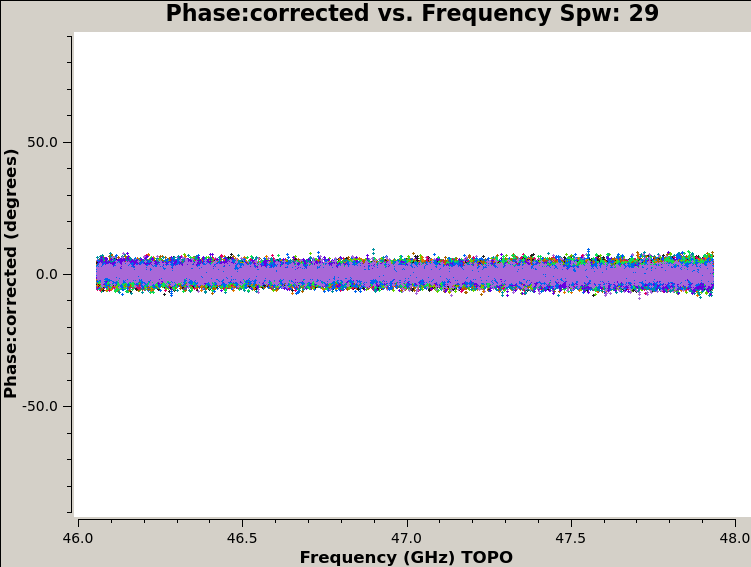 Phase:corrected vs. Frequency Spw: 29
Phase:corrected (degrees)
50.0
0.0
-50.0
46.0 46.5 47.0 47.5 48.0
Frequency (GHz) TOPO